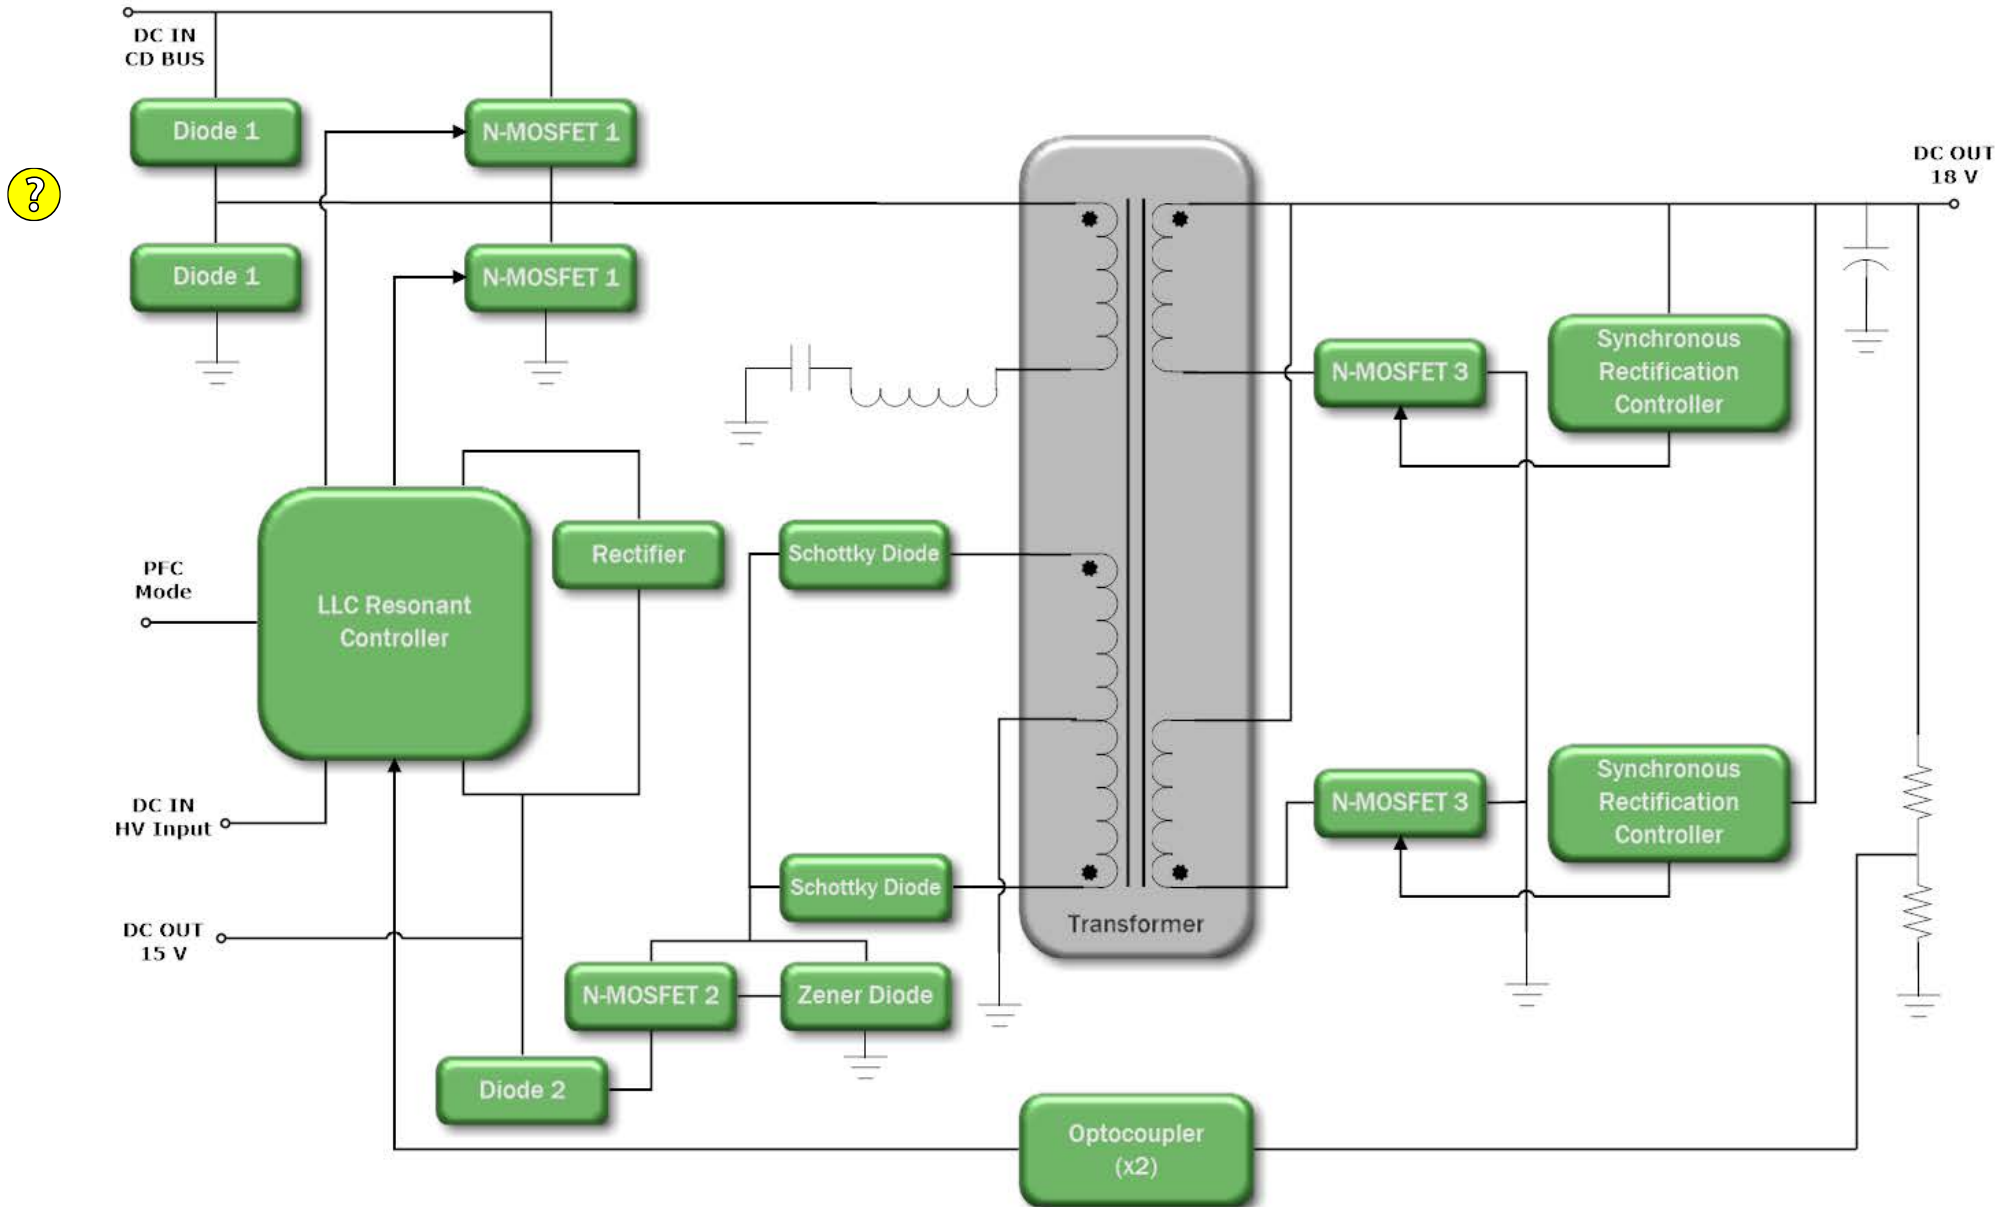 DC IN
CD BUS
Diode 1
N-MOSFET 1
?
DC OUT
18 V
Diode 1
N-MOSFET 1
N-MOSFET 3
Synchronous
Rectification
Controller
PFC
Mode
LLC Resonant
Controller
Rectifier
Schottky Diode
DC IN
HV Input
N-MOSFET 3
Synchronous
Rectification
Controller
Schottky Diode
Transformer
DC OUT
15 V
N-MOSFET 2
Zener Diode
Diode 2
Optocoupler
(x2)